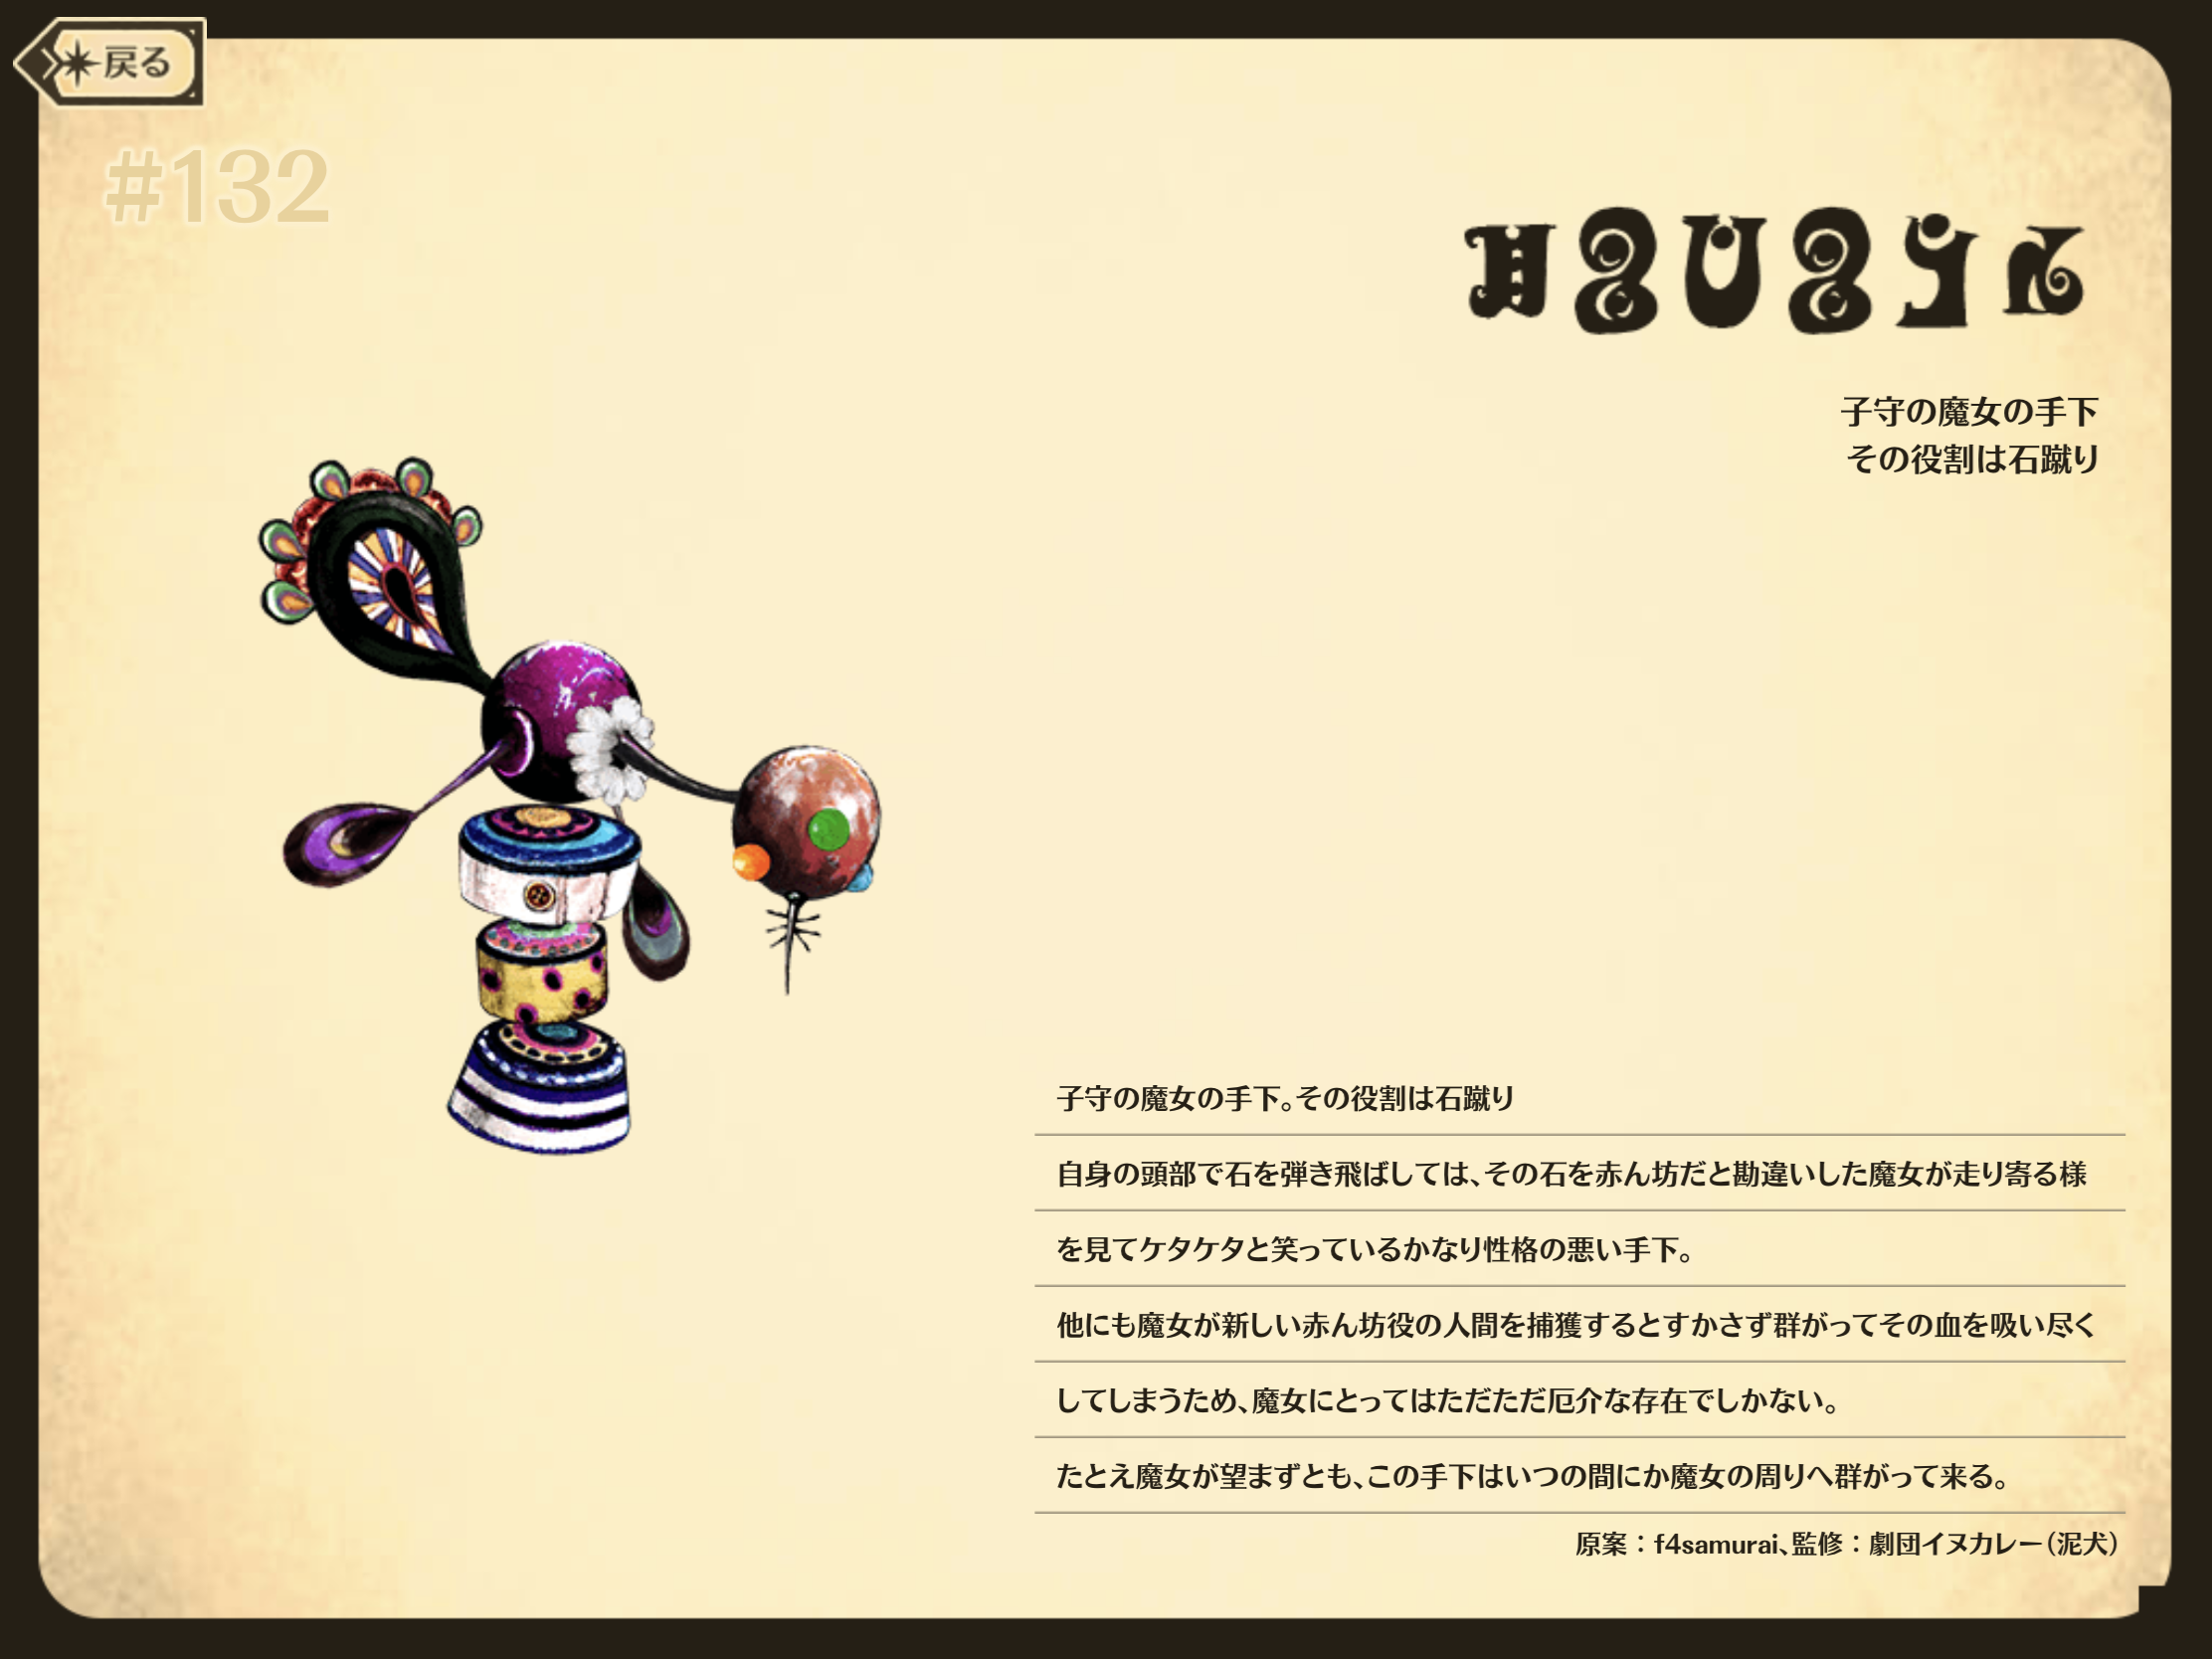 戻る
#132
子守の魔女の手下
その役割は石蹴り
子守の魔女の手下。その役割は石蹴り
自身の頭部で石を弾き飛ばしては、その石を赤ん坊だと勘違いした魔女が走り寄る様
を見てケタケタと笑っているかなり性格の悪い手下。
他にも魔女が新しい赤ん坊役の人間を捕獲するとすかさず群がってその血を吸い尽く
してしまうため、魔女にとってはただただ厄介な存在でしかない。
たとえ魔女が望まずとも、この手下はいつの間にか魔女の周りへ群がって来る。
原案：f4samurai、監修：劇団イヌカレー（泥犬）